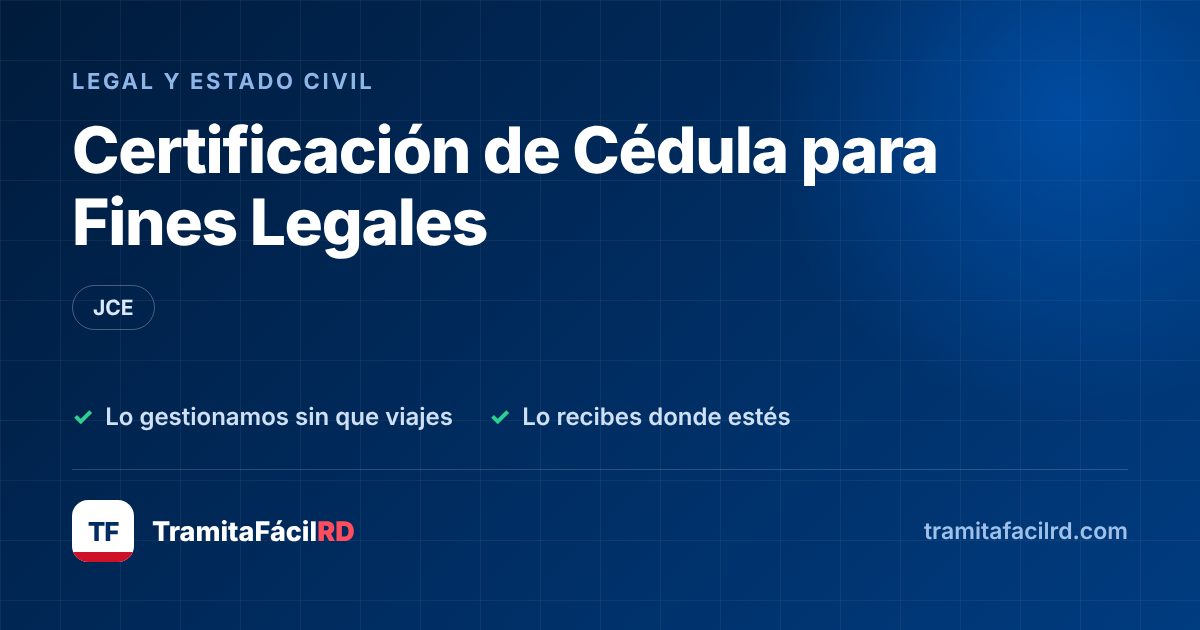 LEGAL Y ESTADO CIVIL
Certificación de Cédula para
Fines Legales
JCE
✓ Lo gestionamos sin que viajes ✓ Lo recibes donde estés
TF TramitaFácilRD tramitafacilrd.com